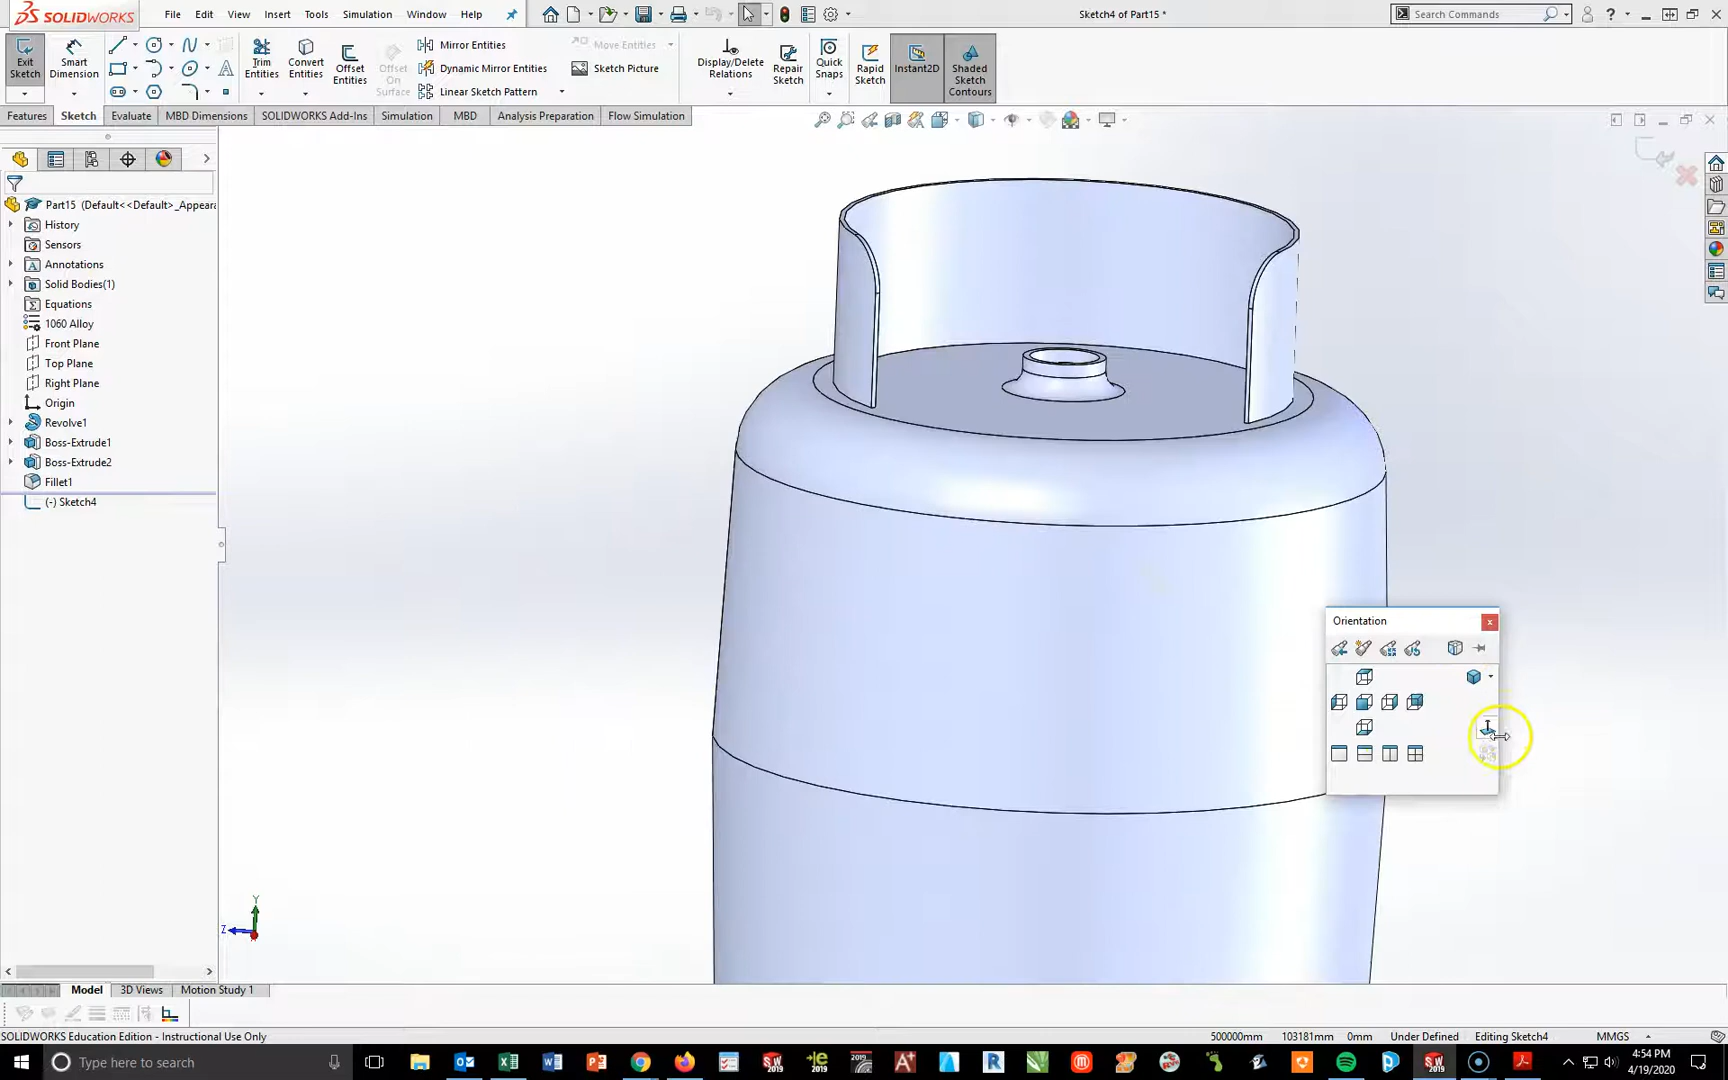 SOLIDWORKS File Edit View Insert Tools Simulation Window Help Sketch4 of Part15 * Search Commands
Exit Sketch
Smart Dimension
Trim Entities
Convert Entities
Offset Entities
Offset On Surface
Mirror Entities
Dynamic Mirror Entities
Linear Sketch Pattern
Move Entities
Sketch Picture
Display/Delete Relations
Repair Sketch
Quick Snaps
Rapid Sketch
Instant2D
Shaded Sketch Contours
Features Sketch Evaluate MBD Dimensions SOLIDWORKS Add-Ins Simulation MBD Analysis Preparation Flow Simulation
Part15 (Default<<Default>_Appeara
History
Sensors
Annotations
Solid Bodies(1)
Equations
1060 Alloy
Front Plane
Top Plane
Right Plane
Origin
Revolve1
Boss-Extrude1
Boss-Extrude2
Fillet1
(-) Sketch4
Orientation
Y
Z
Model 3D Views Motion Study 1
SOLIDWORKS Education Edition - Instructional Use Only 500000mm 103181mm 0mm Under Defined Editing Sketch4 MMGS
Type here to search
4:54 PM
4/19/2020